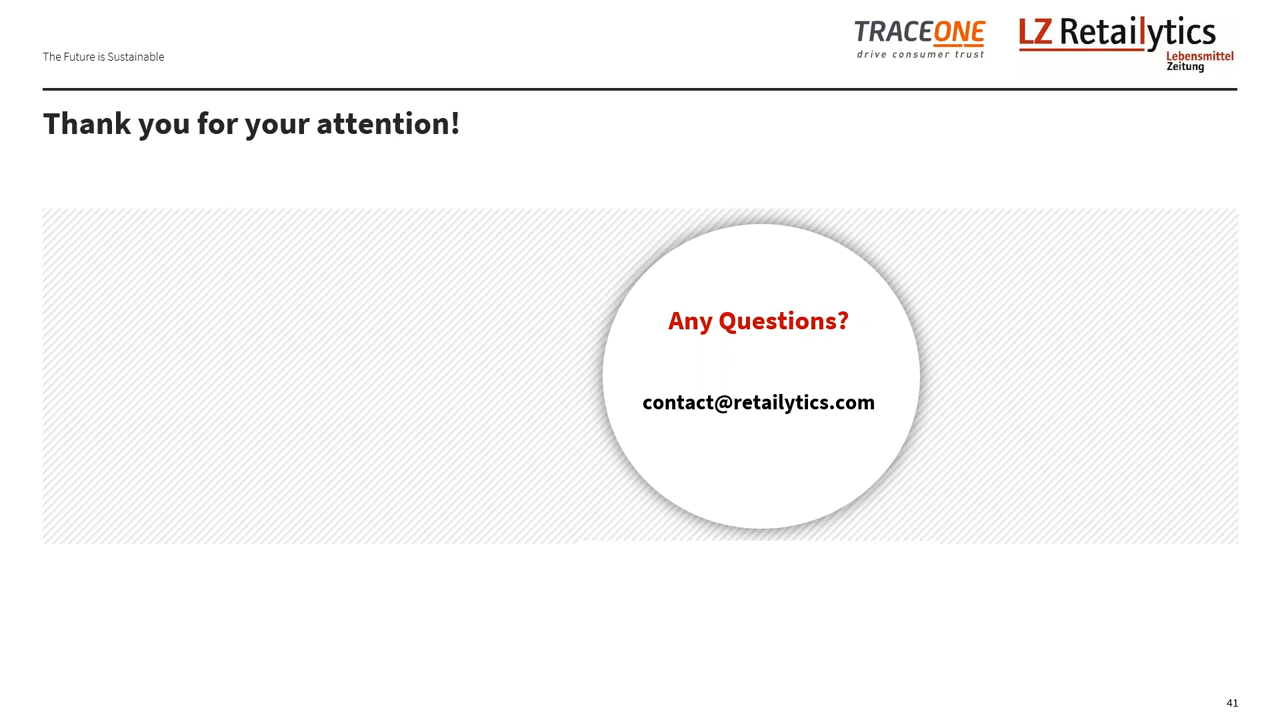 The Future is Sustainable
TRACEONE
drive consumer trust
LZ Retailytics
Lebensmittel
Zeitung
Thank you for your attention!
Any Questions?
contact@retailytics.com
41